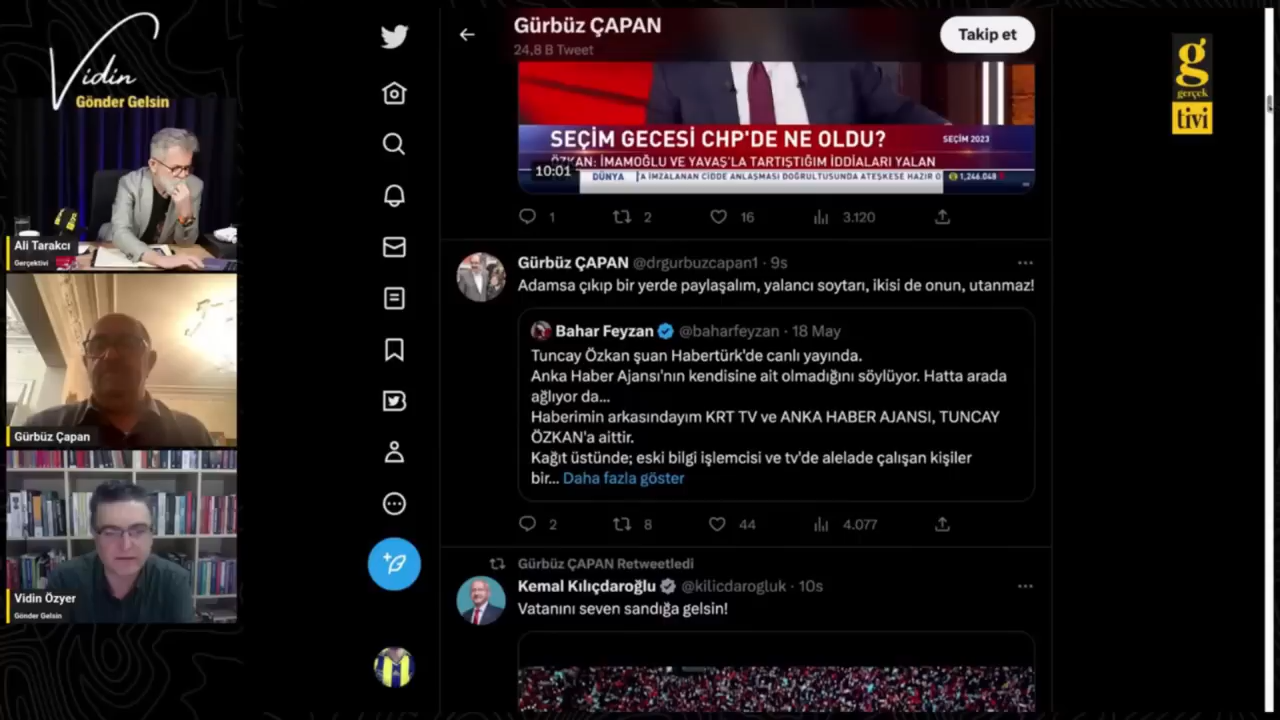 Vidin
Gönder Gelsin
Ali Tarakcı
Gerçektivi
Gürbüz Çapan
Vidin Özyer
Gönder Gelsin
Gürbüz ÇAPAN
24,8 B Tweet
Takip et
SEÇİM GECESİ CHP'DE NE OLDU?
SEÇİM 2023
ÖZKAN: İMAMOĞLU VE YAVAŞ'LA TARTIŞTIĞIM İDDİALARI YALAN
10:01
DÜNYA
'A İMZALANAN CİDDE ANLAŞMASI DOĞRULTUSUNDA ATEŞKESE HAZIR O
1,246.048
1
2
16
3.120
Gürbüz ÇAPAN @drgurbuzcapan1 · 9s
Adamsa çıkıp bir yerde paylaşalım, yalancı soytarı, ikisi de onun, utanmaz!
Bahar Feyzan @baharfeyzan · 18 May
Tuncay Özkan şuan Habertürk'de canlı yayında.
Anka Haber Ajansı'nın kendisine ait olmadığını söylüyor. Hatta arada
ağlıyor da...
Haberimin arkasındayım KRT TV ve ANKA HABER AJANSI, TUNCAY
ÖZKAN'a aittir.
Kağıt üstünde; eski bilgi işlemcisi ve tv'de alelade çalışan kişiler
bir... Daha fazla göster
2
8
44
4.077
Gürbüz ÇAPAN Retweetledi
Kemal Kılıçdaroğlu @kilicdarogluk · 10s
Vatanını seven sandığa gelsin!
g
gerçek
tivi